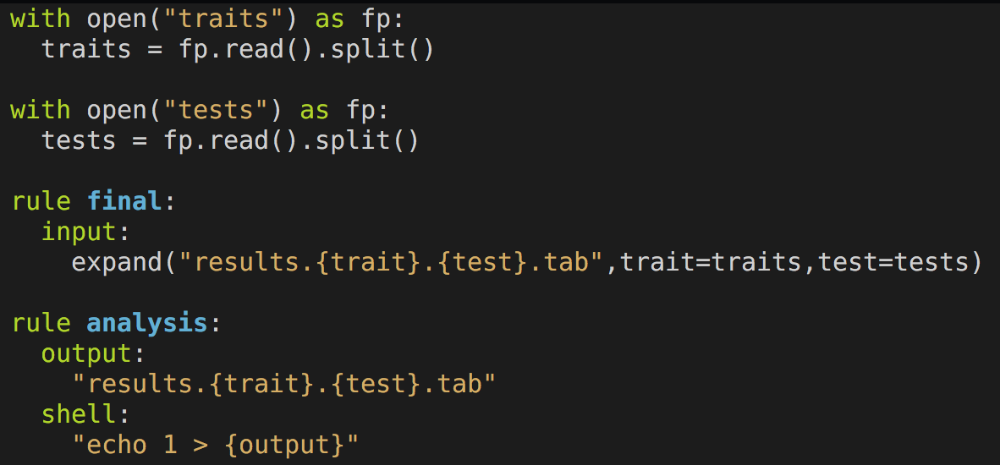 with open("traits") as fp:
  traits = fp.read().split()

with open("tests") as fp:
  tests = fp.read().split()

rule final:
  input:
    expand("results.{trait}.{test}.tab",trait=traits,test=tests)

rule analysis:
  output:
    "results.{trait}.{test}.tab"
  shell:
    "echo 1 > {output}"